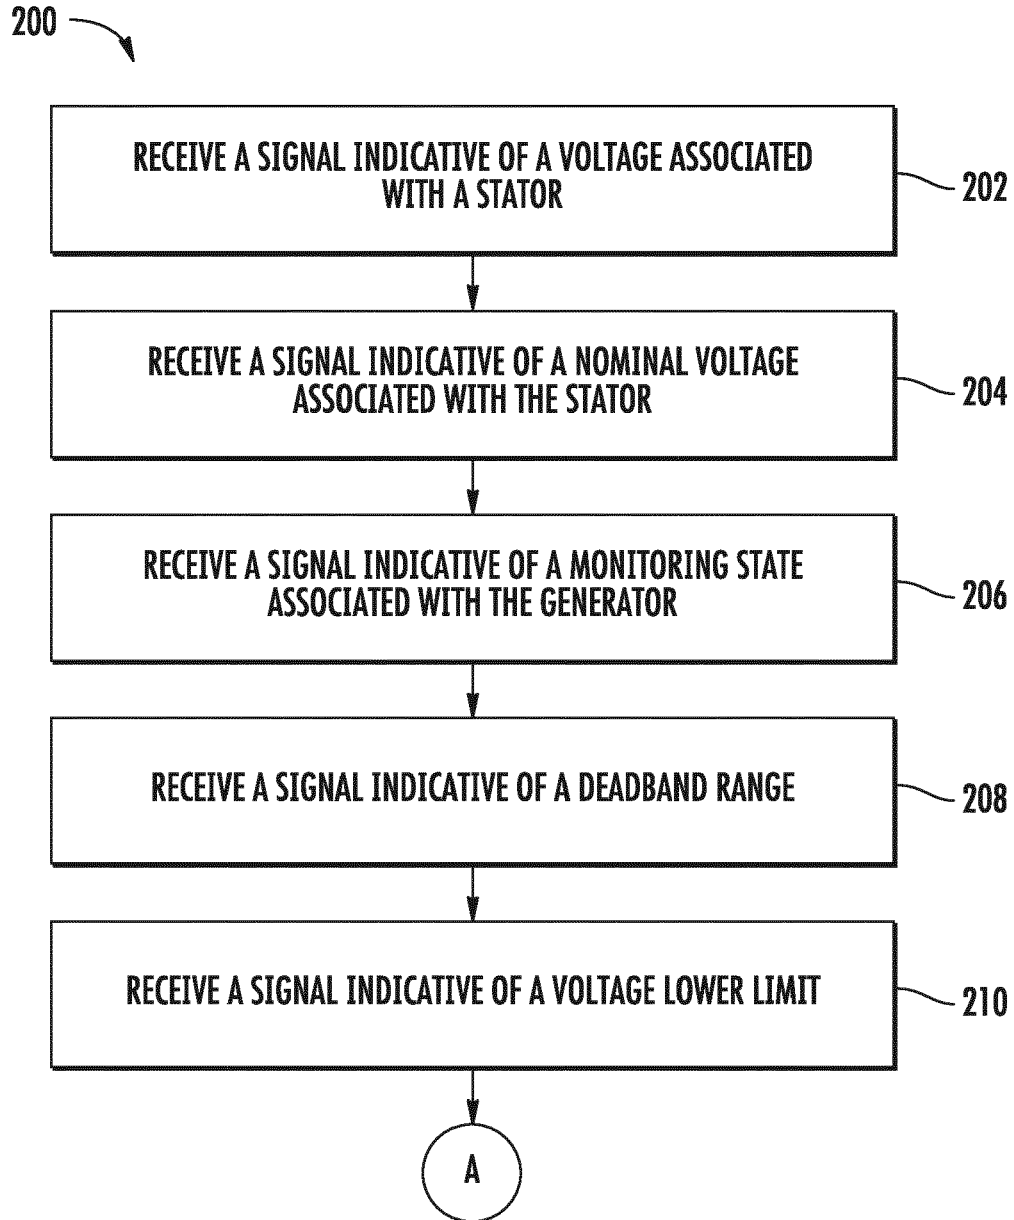 200
RECEIVE A SIGNAL INDICATIVE OF A VOLTAGE ASSOCIATED
WITH A STATOR
202
RECEIVE A SIGNAL INDICATIVE OF A NOMINAL VOLTAGE
ASSOCIATED WITH THE STATOR
204
RECEIVE A SIGNAL INDICATIVE OF A MONITORING STATE
ASSOCIATED WITH THE GENERATOR
206
RECEIVE A SIGNAL INDICATIVE OF A DEADBAND RANGE
208
RECEIVE A SIGNAL INDICATIVE OF A VOLTAGE LOWER LIMIT
210
A